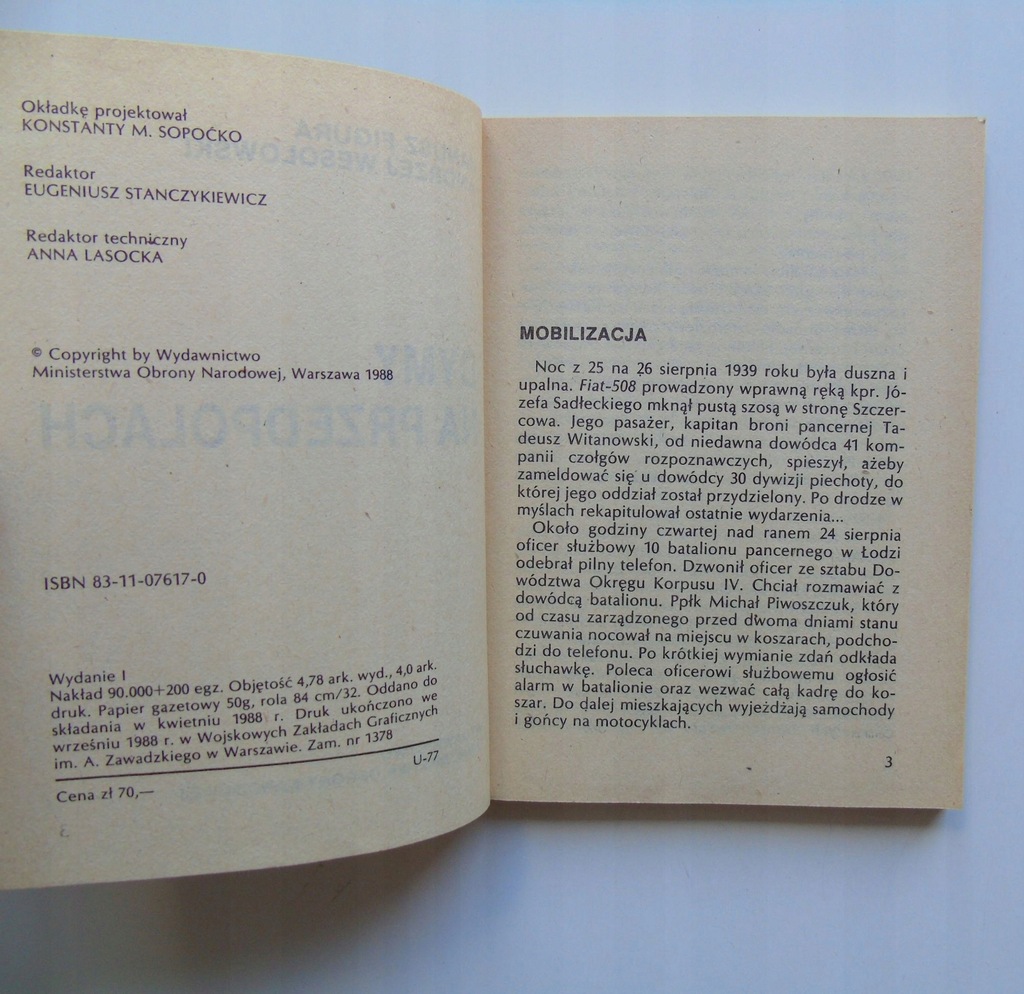 Okładkę projektował
KONSTANTY M. SOPOĆKO
Redaktor
EUGENIUSZ STANCZYKIEWICZ
Redaktor techniczny
ANNA LASOCKA
© Copyright by Wydawnictwo
Ministerstwa Obrony Narodowej, Warszawa 1988
ISBN 83-11-07617-0
Wydanie I
Nakład 90.000+200 egz. Objętość 4,78 ark. wyd., 4,0 ark.
druk. Papier gazetowy 50g, rola 84 cm/32. Oddano do
składania w kwietniu 1988 r. Druk ukończono we
wrześniu 1988 r. w Wojskowych Zakładach Graficznych
im. A. Zawadzkiego w Warszawie. Zam. nr 1378
U-77
Cena zł 70,—
MOBILIZACJA
Noc z 25 na 26 sierpnia 1939 roku była duszna i
upalna. Fiat-508 prowadzony wprawną ręką kpr. Jó-
zefa Sadłeckiego mknął pustą szosą w stronę Szczer-
cowa. Jego pasażer, kapitan broni pancernej Ta-
deusz Witanowski, od niedawna dowódca 41 kom-
panii czołgów rozpoznawczych, spieszył, ażeby
zameldować się u dowódcy 30 dywizji piechoty, do
której jego oddział został przydzielony. Po drodze w
myślach rekapitulował ostatnie wydarzenia...
Około godziny czwartej nad ranem 24 sierpnia
oficer służbowy 10 batalionu pancernego w Łodzi
odebrał pilny telefon. Dzwonił oficer ze sztabu Do-
wództwa Okręgu Korpusu IV. Chciał rozmawiać z
dowódcą batalionu. Ppłk Michał Piwoszczuk, który
od czasu zarządzonego przed dwoma dniami stanu
czuwania nocował na miejscu w koszarach, podcho-
dzi do telefonu. Po krótkiej wymianie zdań odkłada
słuchawkę. Poleca oficerowi służbowemu ogłosić
alarm w batalionie oraz wezwać całą kadrę do ko-
szar. Do dalej mieszkających wyjeżdżają samochody
i gońcy na motocyklach.
3